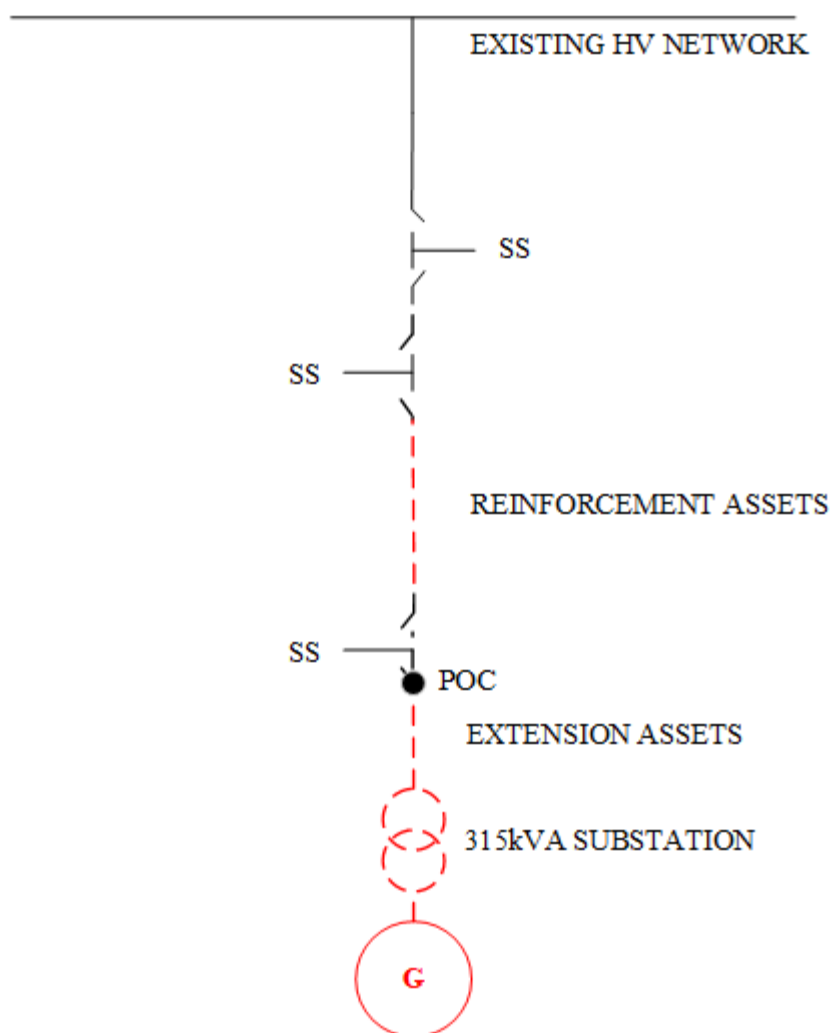 EXISTING HV NETWORK
SS
SS
REINFORCEMENT ASSETS
SS
POC
EXTENSION ASSETS
315kVA SUBSTATION
G